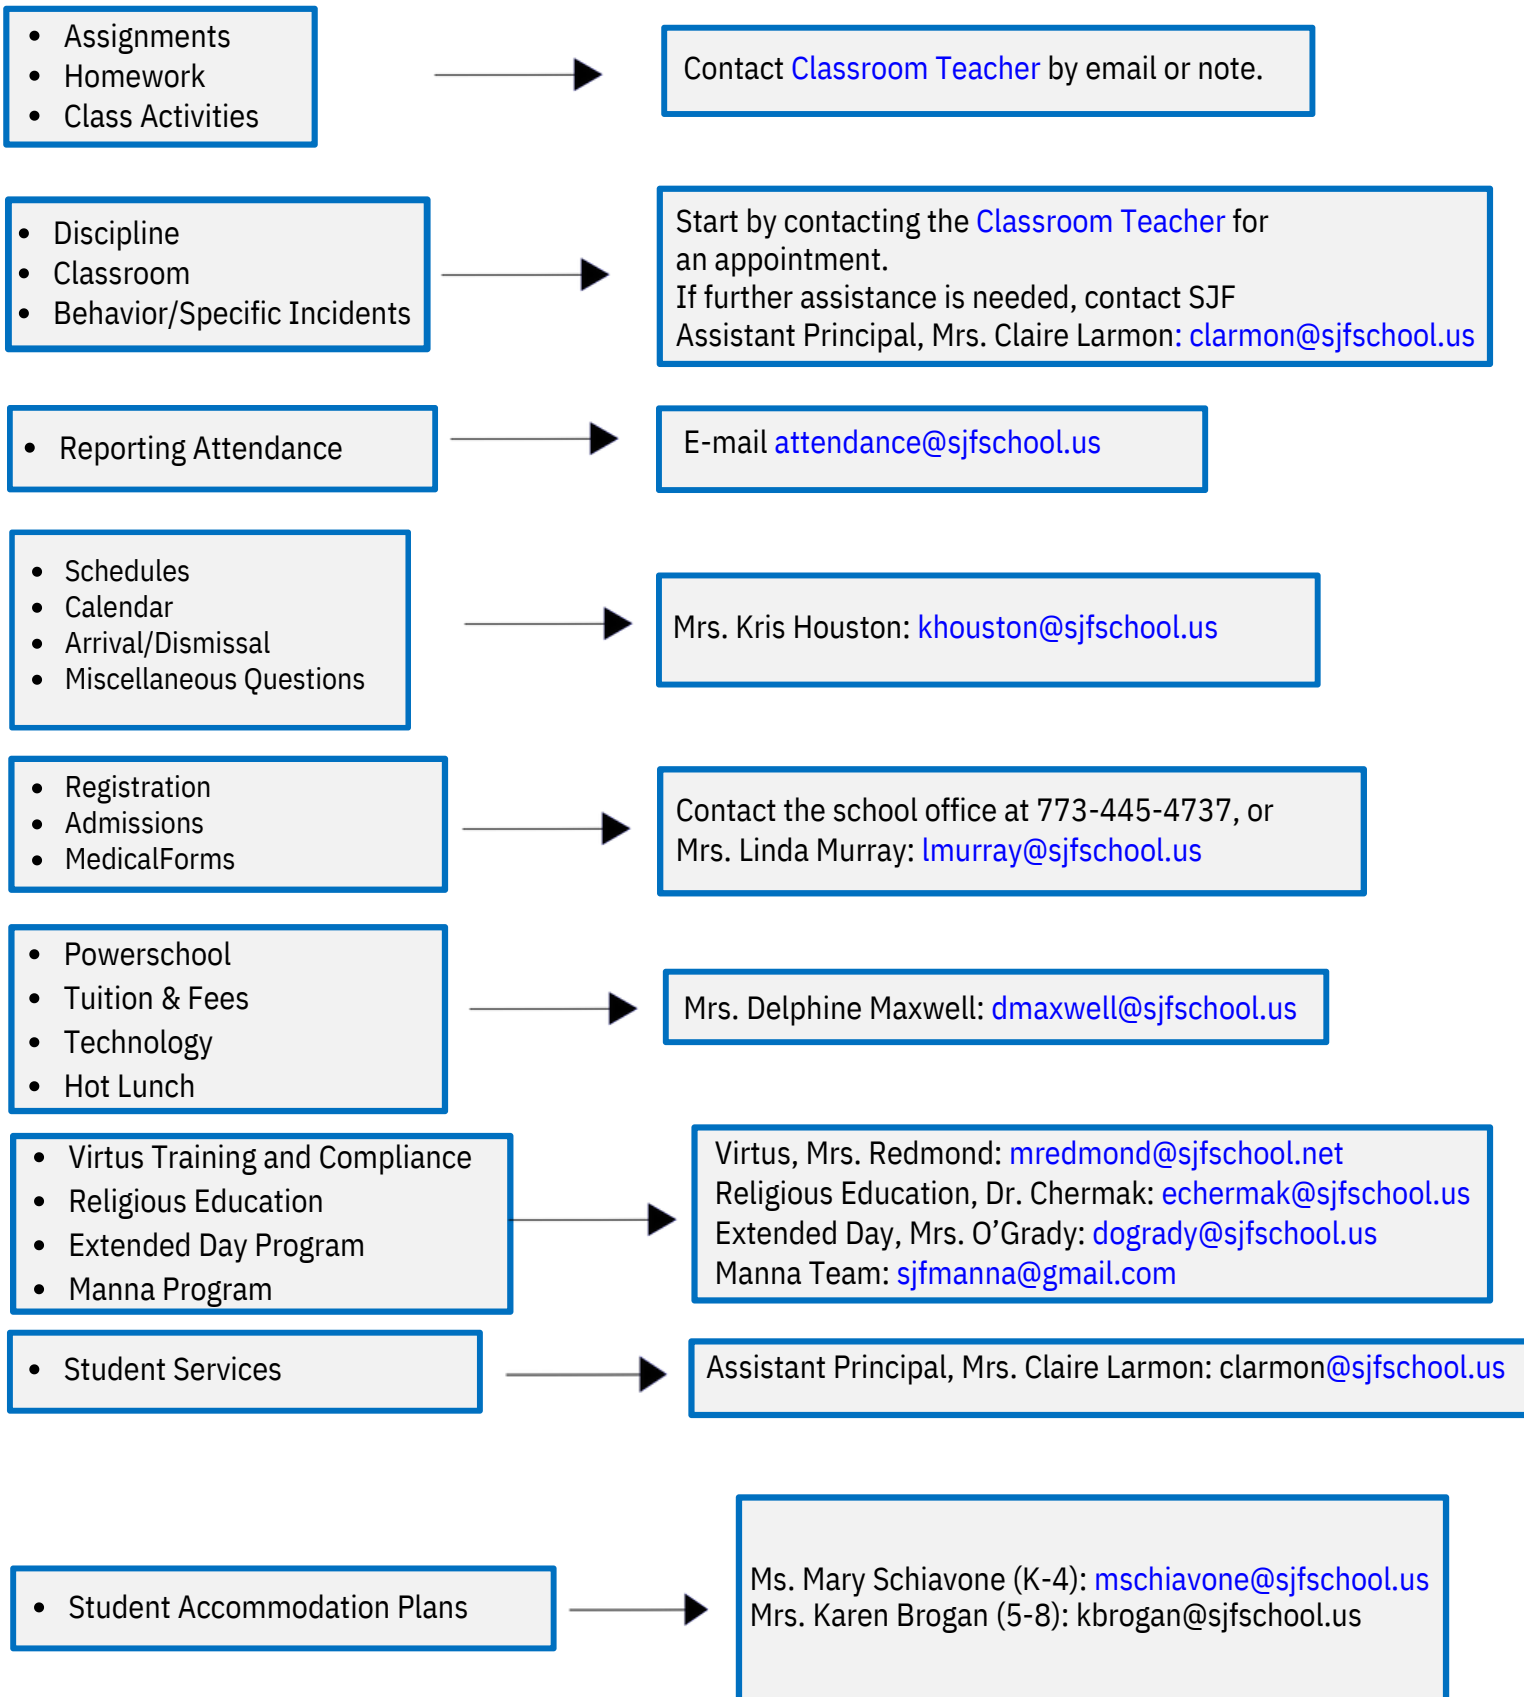 • Assignments
• Homework
• Class Activities
Contact Classroom Teacher by email or note.
• Discipline
• Classroom
• Behavior/Specific Incidents
Start by contacting the Classroom Teacher for
an appointment.
If further assistance is needed, contact SJF
Assistant Principal, Mrs. Claire Larmon: clarmon@sjfschool.us
• Reporting Attendance
E-mail attendance@sjfschool.us
• Schedules
• Calendar
• Arrival/Dismissal
• Miscellaneous Questions
Mrs. Kris Houston: khouston@sjfschool.us
• Registration
• Admissions
• MedicalForms
Contact the school office at 773-445-4737, or
Mrs. Linda Murray: lmurray@sjfschool.us
• Powerschool
• Tuition & Fees
• Technology
• Hot Lunch
Mrs. Delphine Maxwell: dmaxwell@sjfschool.us
• Virtus Training and Compliance
• Religious Education
• Extended Day Program
• Manna Program
Virtus, Mrs. Redmond: mredmond@sjfschool.net
Religious Education, Dr. Chermak: echermak@sjfschool.us
Extended Day, Mrs. O’Grady: dogrady@sjfschool.us
Manna Team: sjfmanna@gmail.com
• Student Services
Assistant Principal, Mrs. Claire Larmon: clarmon@sjfschool.us
• Student Accommodation Plans
Ms. Mary Schiavone (K-4): mschiavone@sjfschool.us
Mrs. Karen Brogan (5-8): kbrogan@sjfschool.us